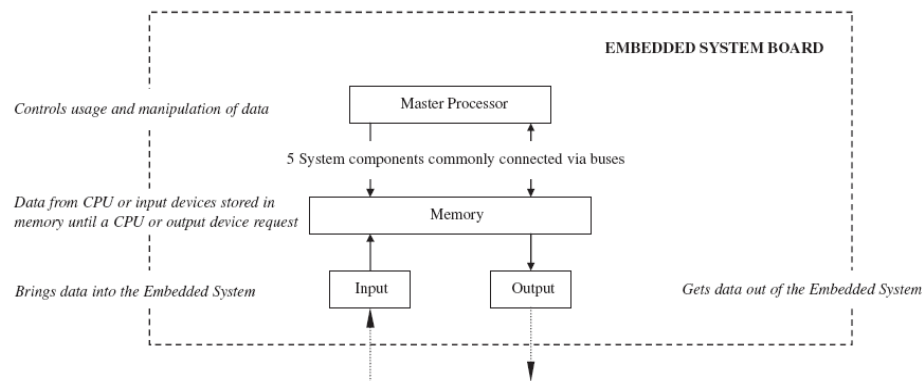 EMBEDDED SYSTEM BOARD
Controls usage and manipulation of data
Master Processor
5 System components commonly connected via buses
Data from CPU or input devices stored in
memory until a CPU or output device request
Memory
Brings data into the Embedded System
Input
Output
Gets data out of the Embedded System